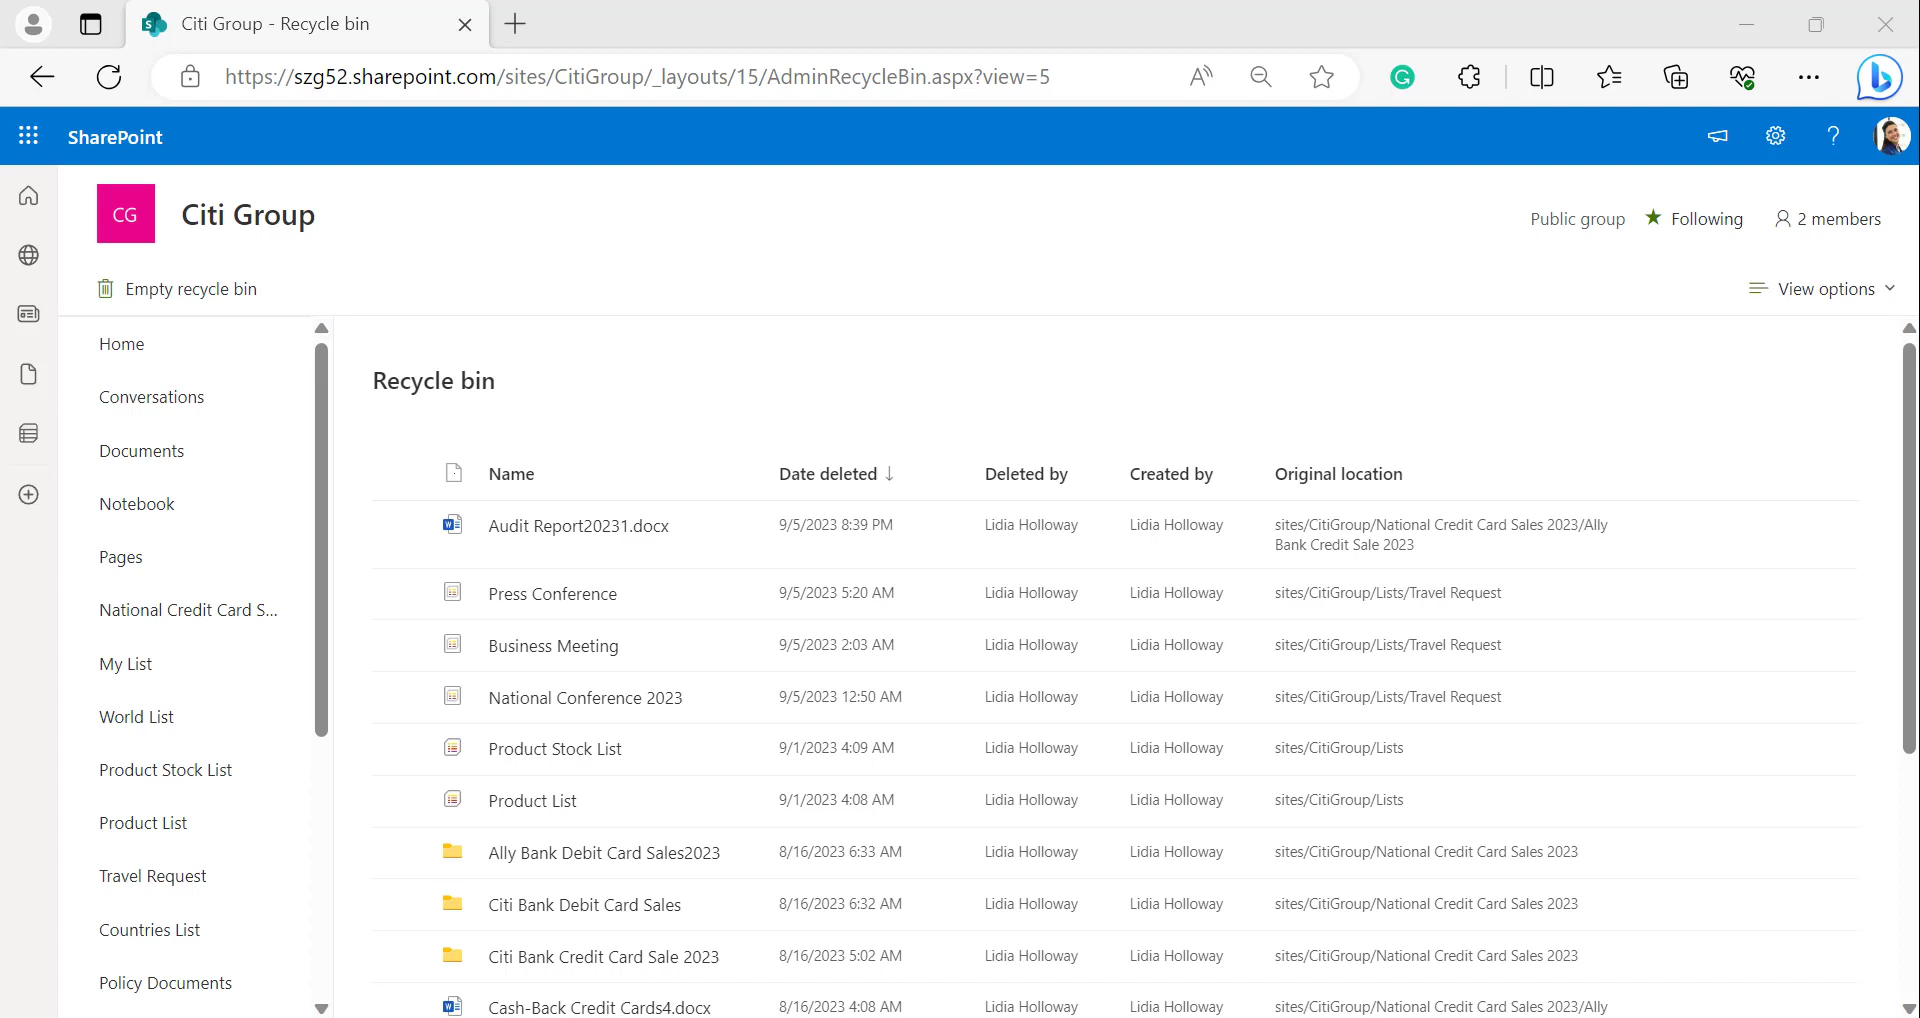 Citi Group - Recycle bin
https://szg52.sharepoint.com/sites/CitiGroup/_layouts/15/AdminRecycleBin.aspx?view=5
SharePoint
CG
Citi Group
Public group
Following
2 members
Empty recycle bin
View options
Home
Conversations
Documents
Notebook
Pages
National Credit Card S...
My List
World List
Product Stock List
Product List
Travel Request
Countries List
Policy Documents
Recycle bin
Name Date deleted ↓ Deleted by Created by Original location
Audit Report20231.docx 9/5/2023 8:39 PM Lidia Holloway Lidia Holloway sites/CitiGroup/National Credit Card Sales 2023/Ally
Bank Credit Sale 2023
Press Conference 9/5/2023 5:20 AM Lidia Holloway Lidia Holloway sites/CitiGroup/Lists/Travel Request
Business Meeting 9/5/2023 2:03 AM Lidia Holloway Lidia Holloway sites/CitiGroup/Lists/Travel Request
National Conference 2023 9/5/2023 12:50 AM Lidia Holloway Lidia Holloway sites/CitiGroup/Lists/Travel Request
Product Stock List 9/1/2023 4:09 AM Lidia Holloway Lidia Holloway sites/CitiGroup/Lists
Product List 9/1/2023 4:08 AM Lidia Holloway Lidia Holloway sites/CitiGroup/Lists
Ally Bank Debit Card Sales2023 8/16/2023 6:33 AM Lidia Holloway Lidia Holloway sites/CitiGroup/National Credit Card Sales 2023
Citi Bank Debit Card Sales 8/16/2023 6:32 AM Lidia Holloway Lidia Holloway sites/CitiGroup/National Credit Card Sales 2023
Citi Bank Credit Card Sale 2023 8/16/2023 5:02 AM Lidia Holloway Lidia Holloway sites/CitiGroup/National Credit Card Sales 2023
Cash-Back Credit Cards4.docx 8/16/2023 4:08 AM Lidia Holloway Lidia Holloway sites/CitiGroup/National Credit Card Sales 2023/Ally